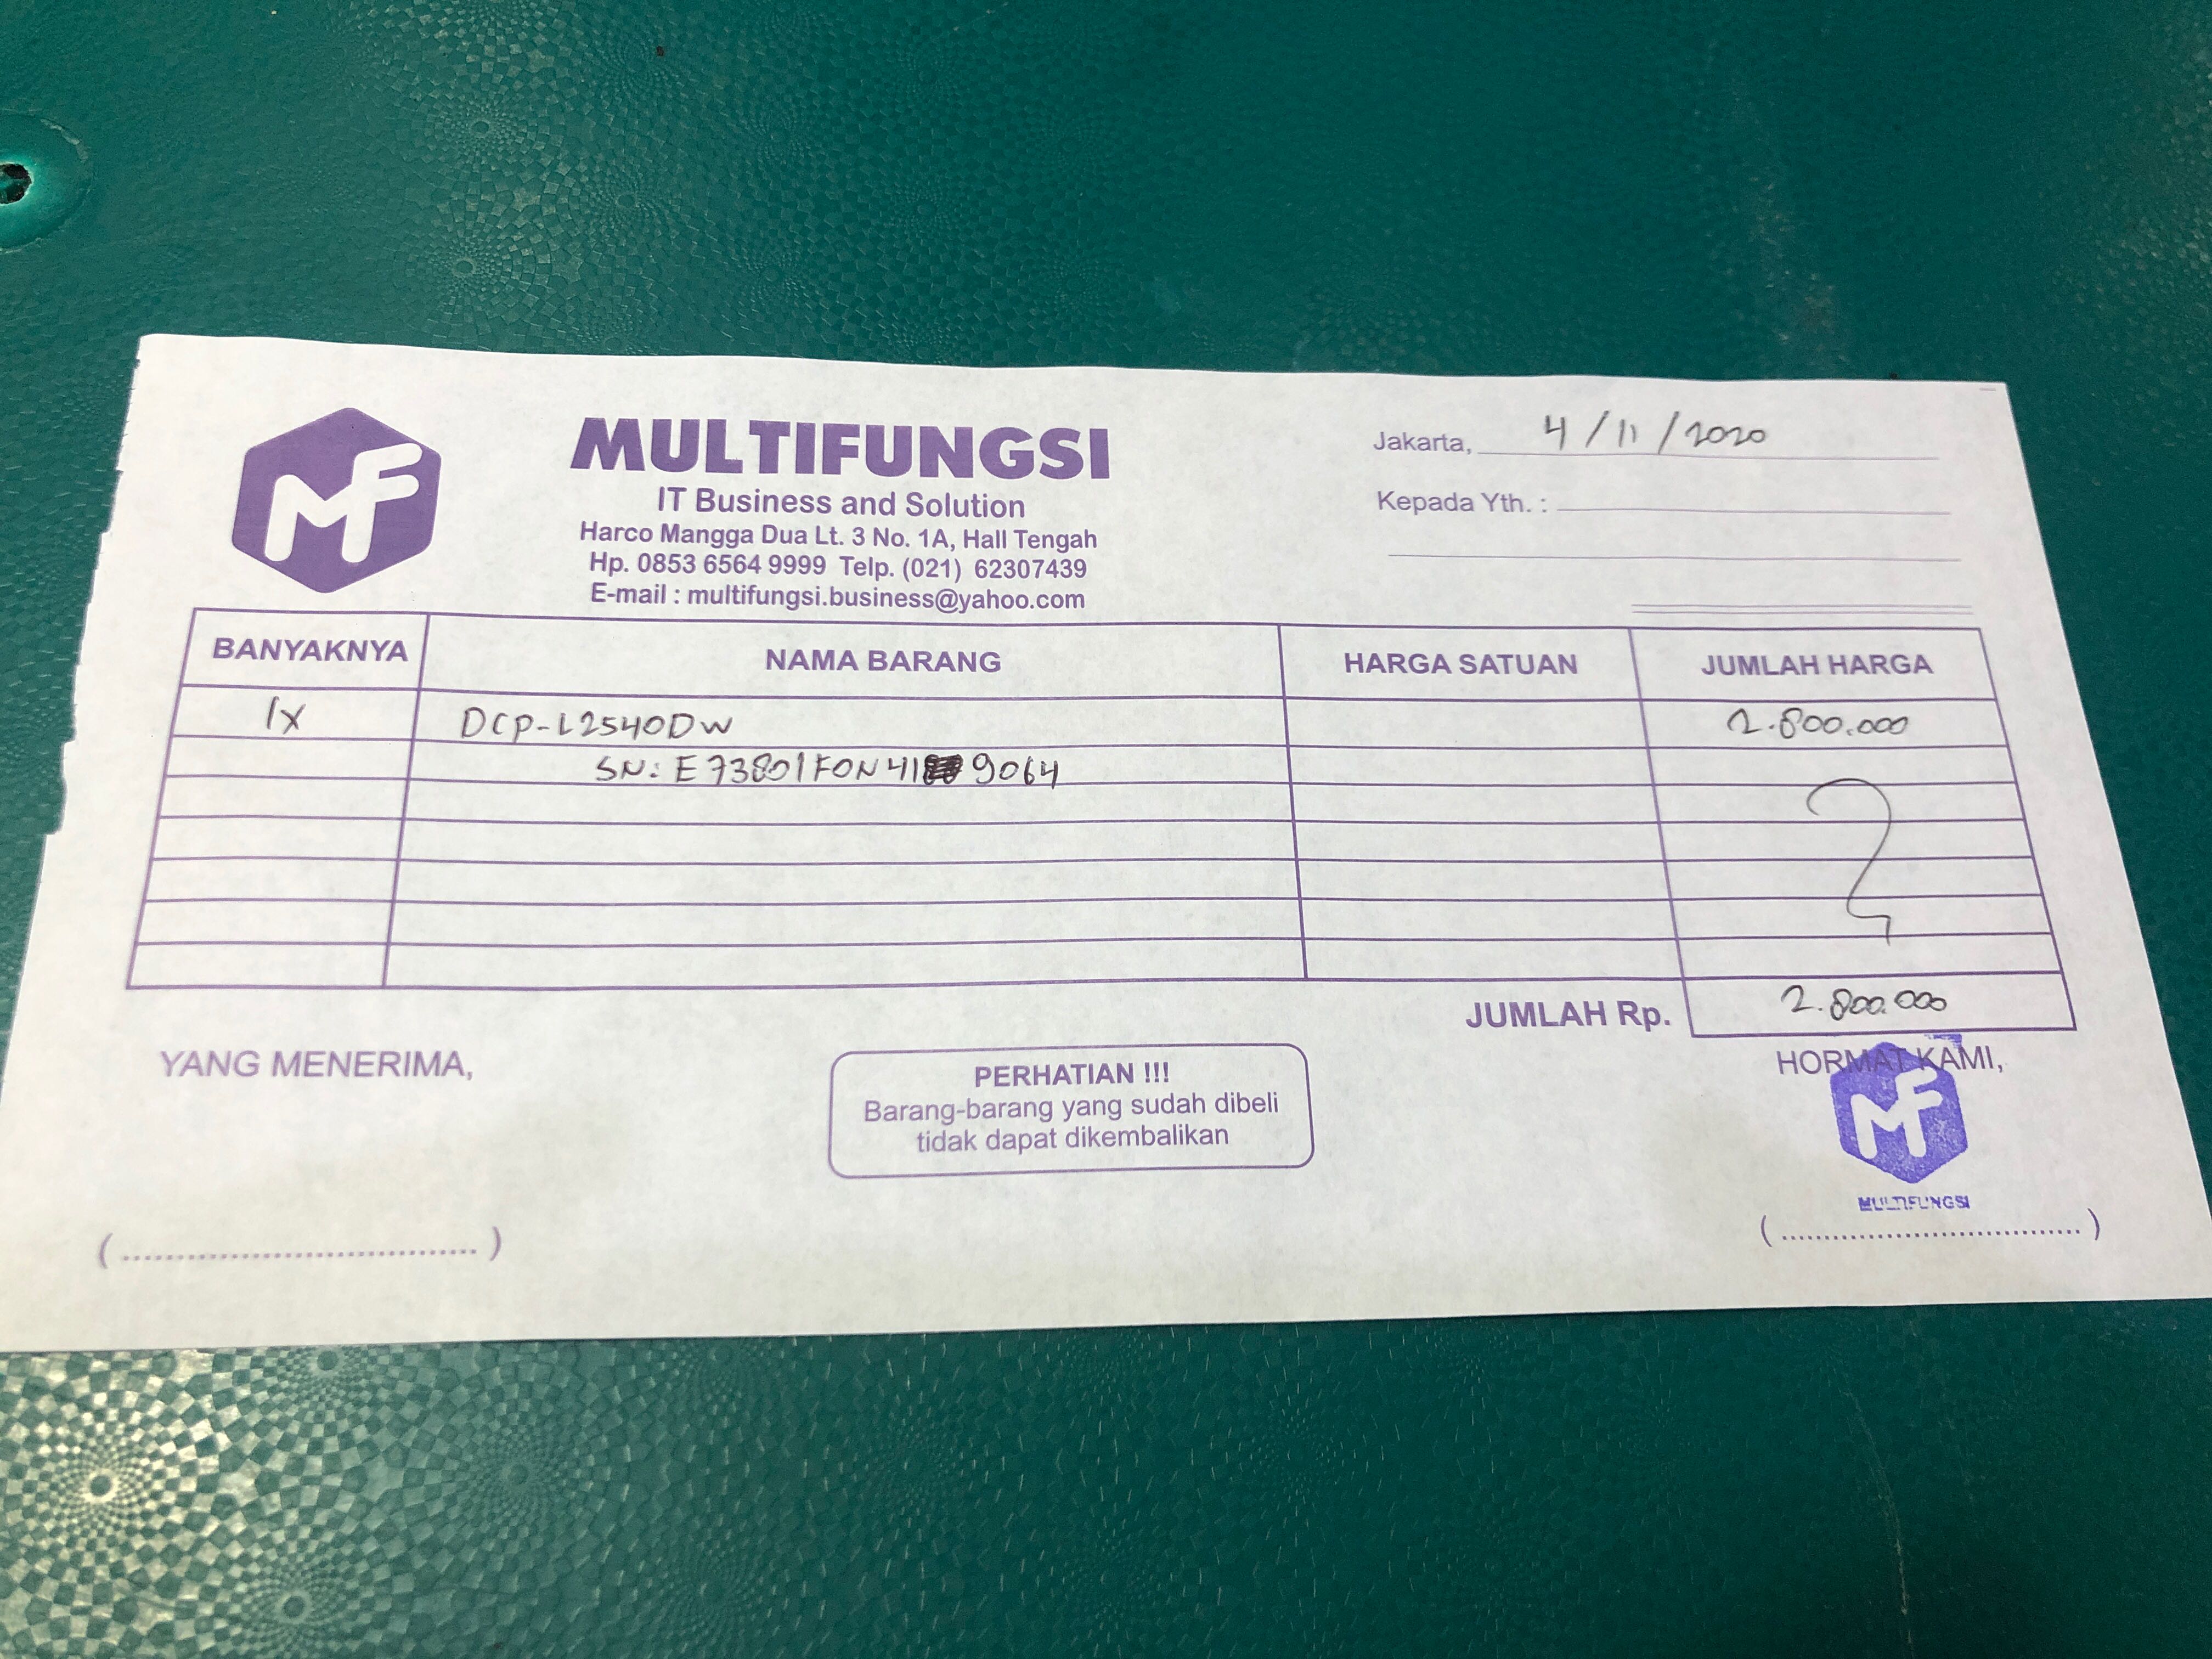 MF
MULTIFUNGSI
IT Business and Solution
Harco Mangga Dua Lt. 3 No. 1A, Hall Tengah
Hp. 0853 6564 9999 Telp. (021) 62307439
E-mail : multifungsi.business@yahoo.com
Jakarta, 4/11/2020
Kepada Yth. :
BANYAKNYA NAMA BARANG HARGA SATUAN JUMLAH HARGA
1x DCP-L2540DW 2.800.000
SN: E73801F0N419064
JUMLAH Rp. 2.800.000
YANG MENERIMA,
PERHATIAN !!!
Barang-barang yang sudah dibeli
tidak dapat dikembalikan
HORMAT KAMI,
MF
MULTIFUNGSI
(................................)
(................................)